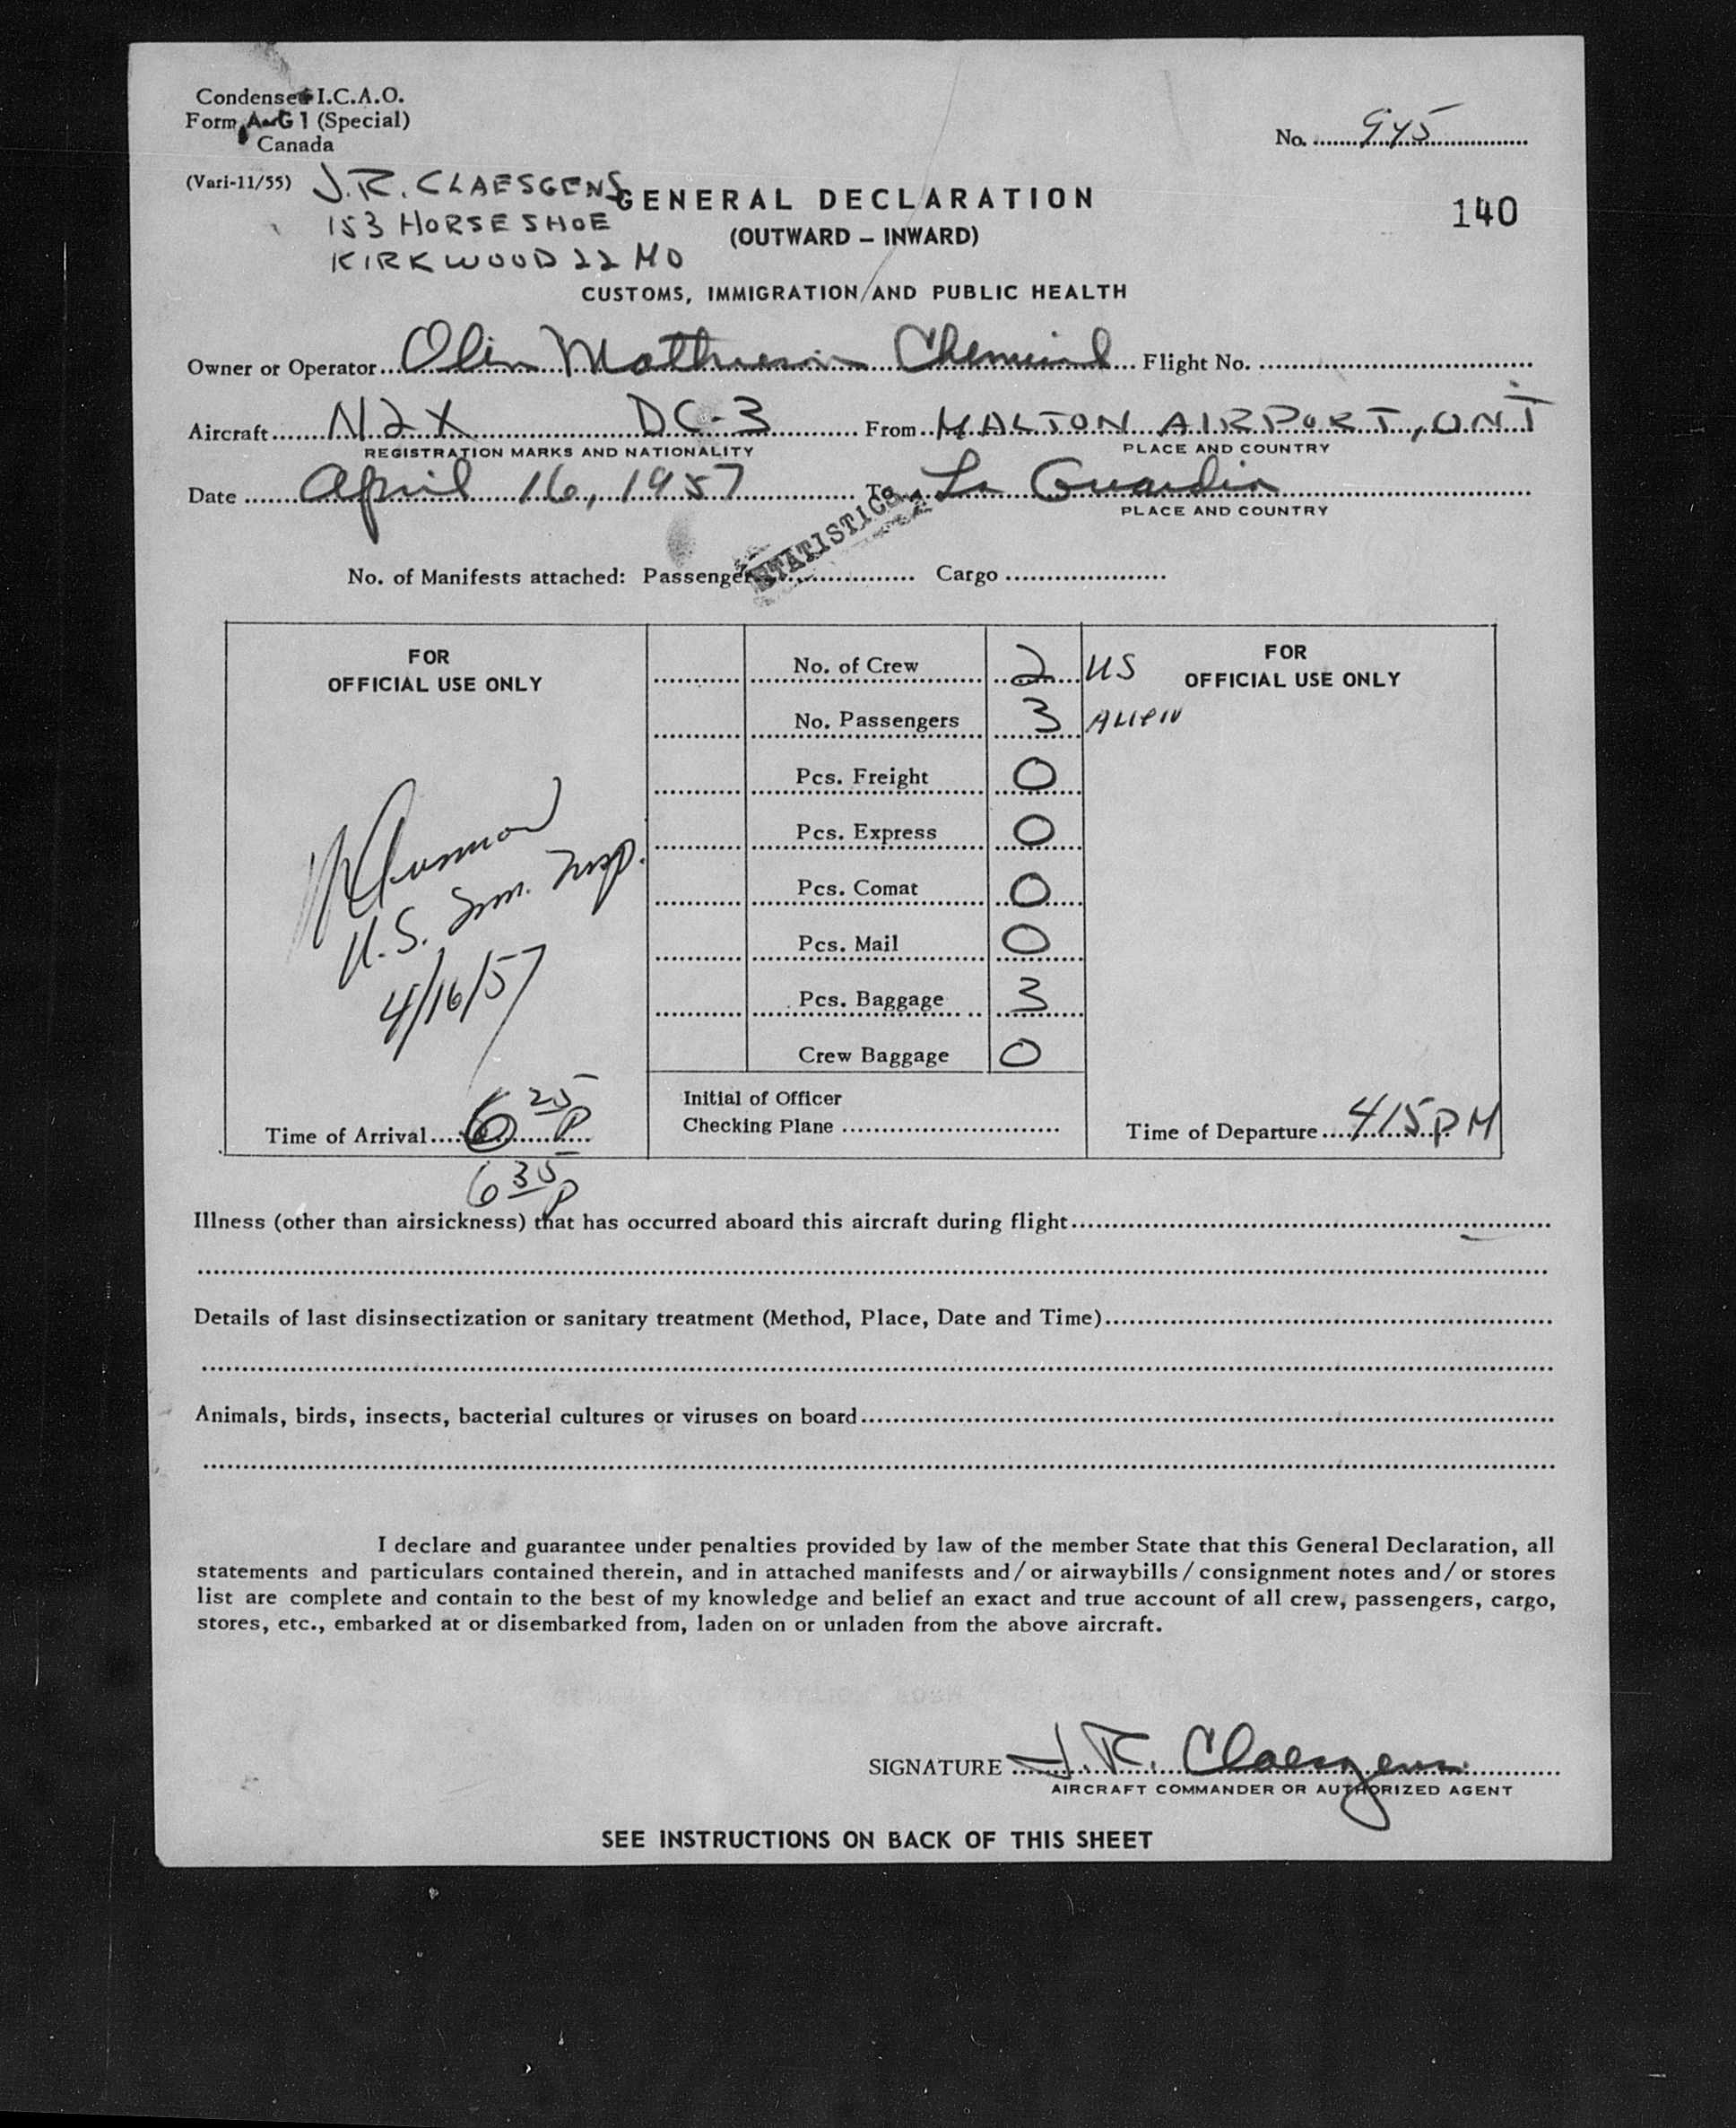 Condensed I.C.A.O.
Form A-G 1 (Special)
Canada
No. 945
(Vari-11/55) J.R. CLAESGENS
153 HORSE SHOE
KIRKWOOD 22 MO
GENERAL DECLARATION
(OUTWARD – INWARD)
140
CUSTOMS, IMMIGRATION AND PUBLIC HEALTH
Owner or Operator Olin Mathieson Chemical Flight No.
Aircraft N2X DC-3 From MALTON AIRPORT, ONT
REGISTRATION MARKS AND NATIONALITY PLACE AND COUNTRY
Date April 16, 1957 To La Guardia
PLACE AND COUNTRY
STATISTICS
No. of Manifests attached: Passenger Cargo
FOR
OFFICIAL USE ONLY
U.S. Imm. Insp.
4/16/57
Time of Arrival 6 25 P
6 35 P
No. of Crew 2 US
No. Passengers 3 ALIEN
Pcs. Freight 0
Pcs. Express 0
Pcs. Comat 0
Pcs. Mail 0
Pcs. Baggage 3
Crew Baggage 0
Initial of Officer
Checking Plane
FOR
OFFICIAL USE ONLY
Time of Departure 415 PM
Illness (other than airsickness) that has occurred aboard this aircraft during flight
Details of last disinsectization or sanitary treatment (Method, Place, Date and Time)
Animals, birds, insects, bacterial cultures or viruses on board
I declare and guarantee under penalties provided by law of the member State that this General Declaration, all
statements and particulars contained therein, and in attached manifests and/or airwaybills/consignment notes and/or stores
list are complete and contain to the best of my knowledge and belief an exact and true account of all crew, passengers, cargo,
stores, etc., embarked at or disembarked from, laden on or unladen from the above aircraft.
SIGNATURE J.R. Claesgens
AIRCRAFT COMMANDER OR AUTHORIZED AGENT
SEE INSTRUCTIONS ON BACK OF THIS SHEET